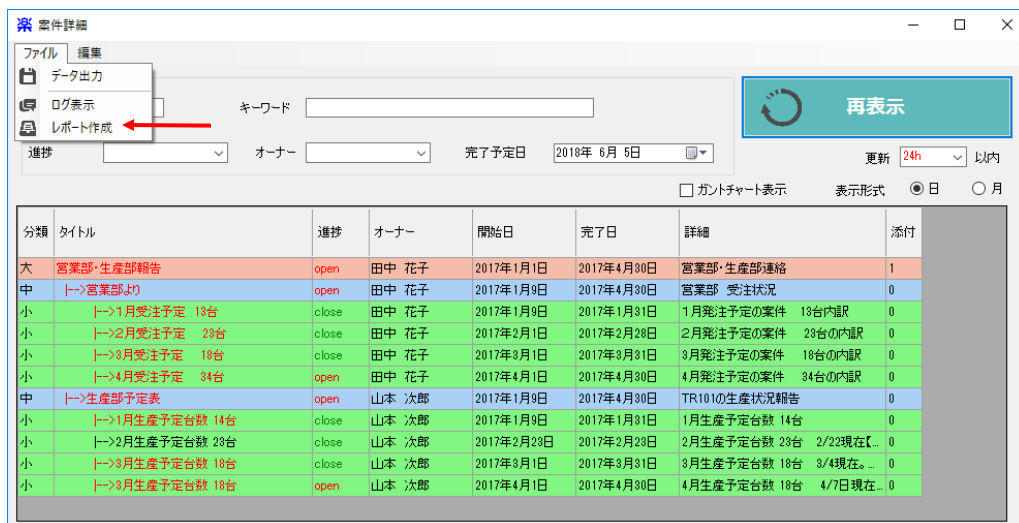 楽 案件詳細
ファイル 編集
データ出力
ログ表示
レポート作成
キーワード
再表示
進捗 オーナー 完了予定日 2018年 6月 5日
更新 24h 以内
ガントチャート表示 表示形式 日 月
分類 タイトル 進捗 オーナー 開始日 完了日 詳細 添付
大 営業部・生産部報告 open 田中 花子 2017年1月1日 2017年4月30日 営業部・生産部連絡 1
中 |-->営業部より open 田中 花子 2017年1月9日 2017年4月30日 営業部 受注状況 0
小 |-->1月受注予定 13台 close 田中 花子 2017年1月9日 2017年1月31日 1月発注予定の案件 13台内訳 0
小 |-->2月受注予定 23台 close 田中 花子 2017年2月1日 2017年2月28日 2月発注予定の案件 23台の内訳 0
小 |-->3月受注予定 18台 close 田中 花子 2017年3月1日 2017年3月31日 3月発注予定の案件 18台の内訳 0
小 |-->4月受注予定 34台 open 田中 花子 2017年4月1日 2017年4月30日 4月発注予定の案件 34台の内訳 0
中 |-->生産部予定表 open 山本 次郎 2017年1月9日 2017年4月30日 TR101の生産状況報告 0
小 |-->1月生産予定台数 14台 close 山本 次郎 2017年1月9日 2017年1月31日 1月生産予定台数 14台 0
小 |-->2月生産予定台数 23台 close 山本 次郎 2017年2月23日 2017年2月23日 2月生産予定台数 23台 2/22現在【... 0
小 |-->3月生産予定台数 18台 close 山本 次郎 2017年3月1日 2017年3月31日 3月生産予定台数 18台 3/4現在。... 0
小 |-->3月生産予定台数 18台 open 山本 次郎 2017年4月1日 2017年4月30日 4月生産予定台数 18台 4/7日現在... 0